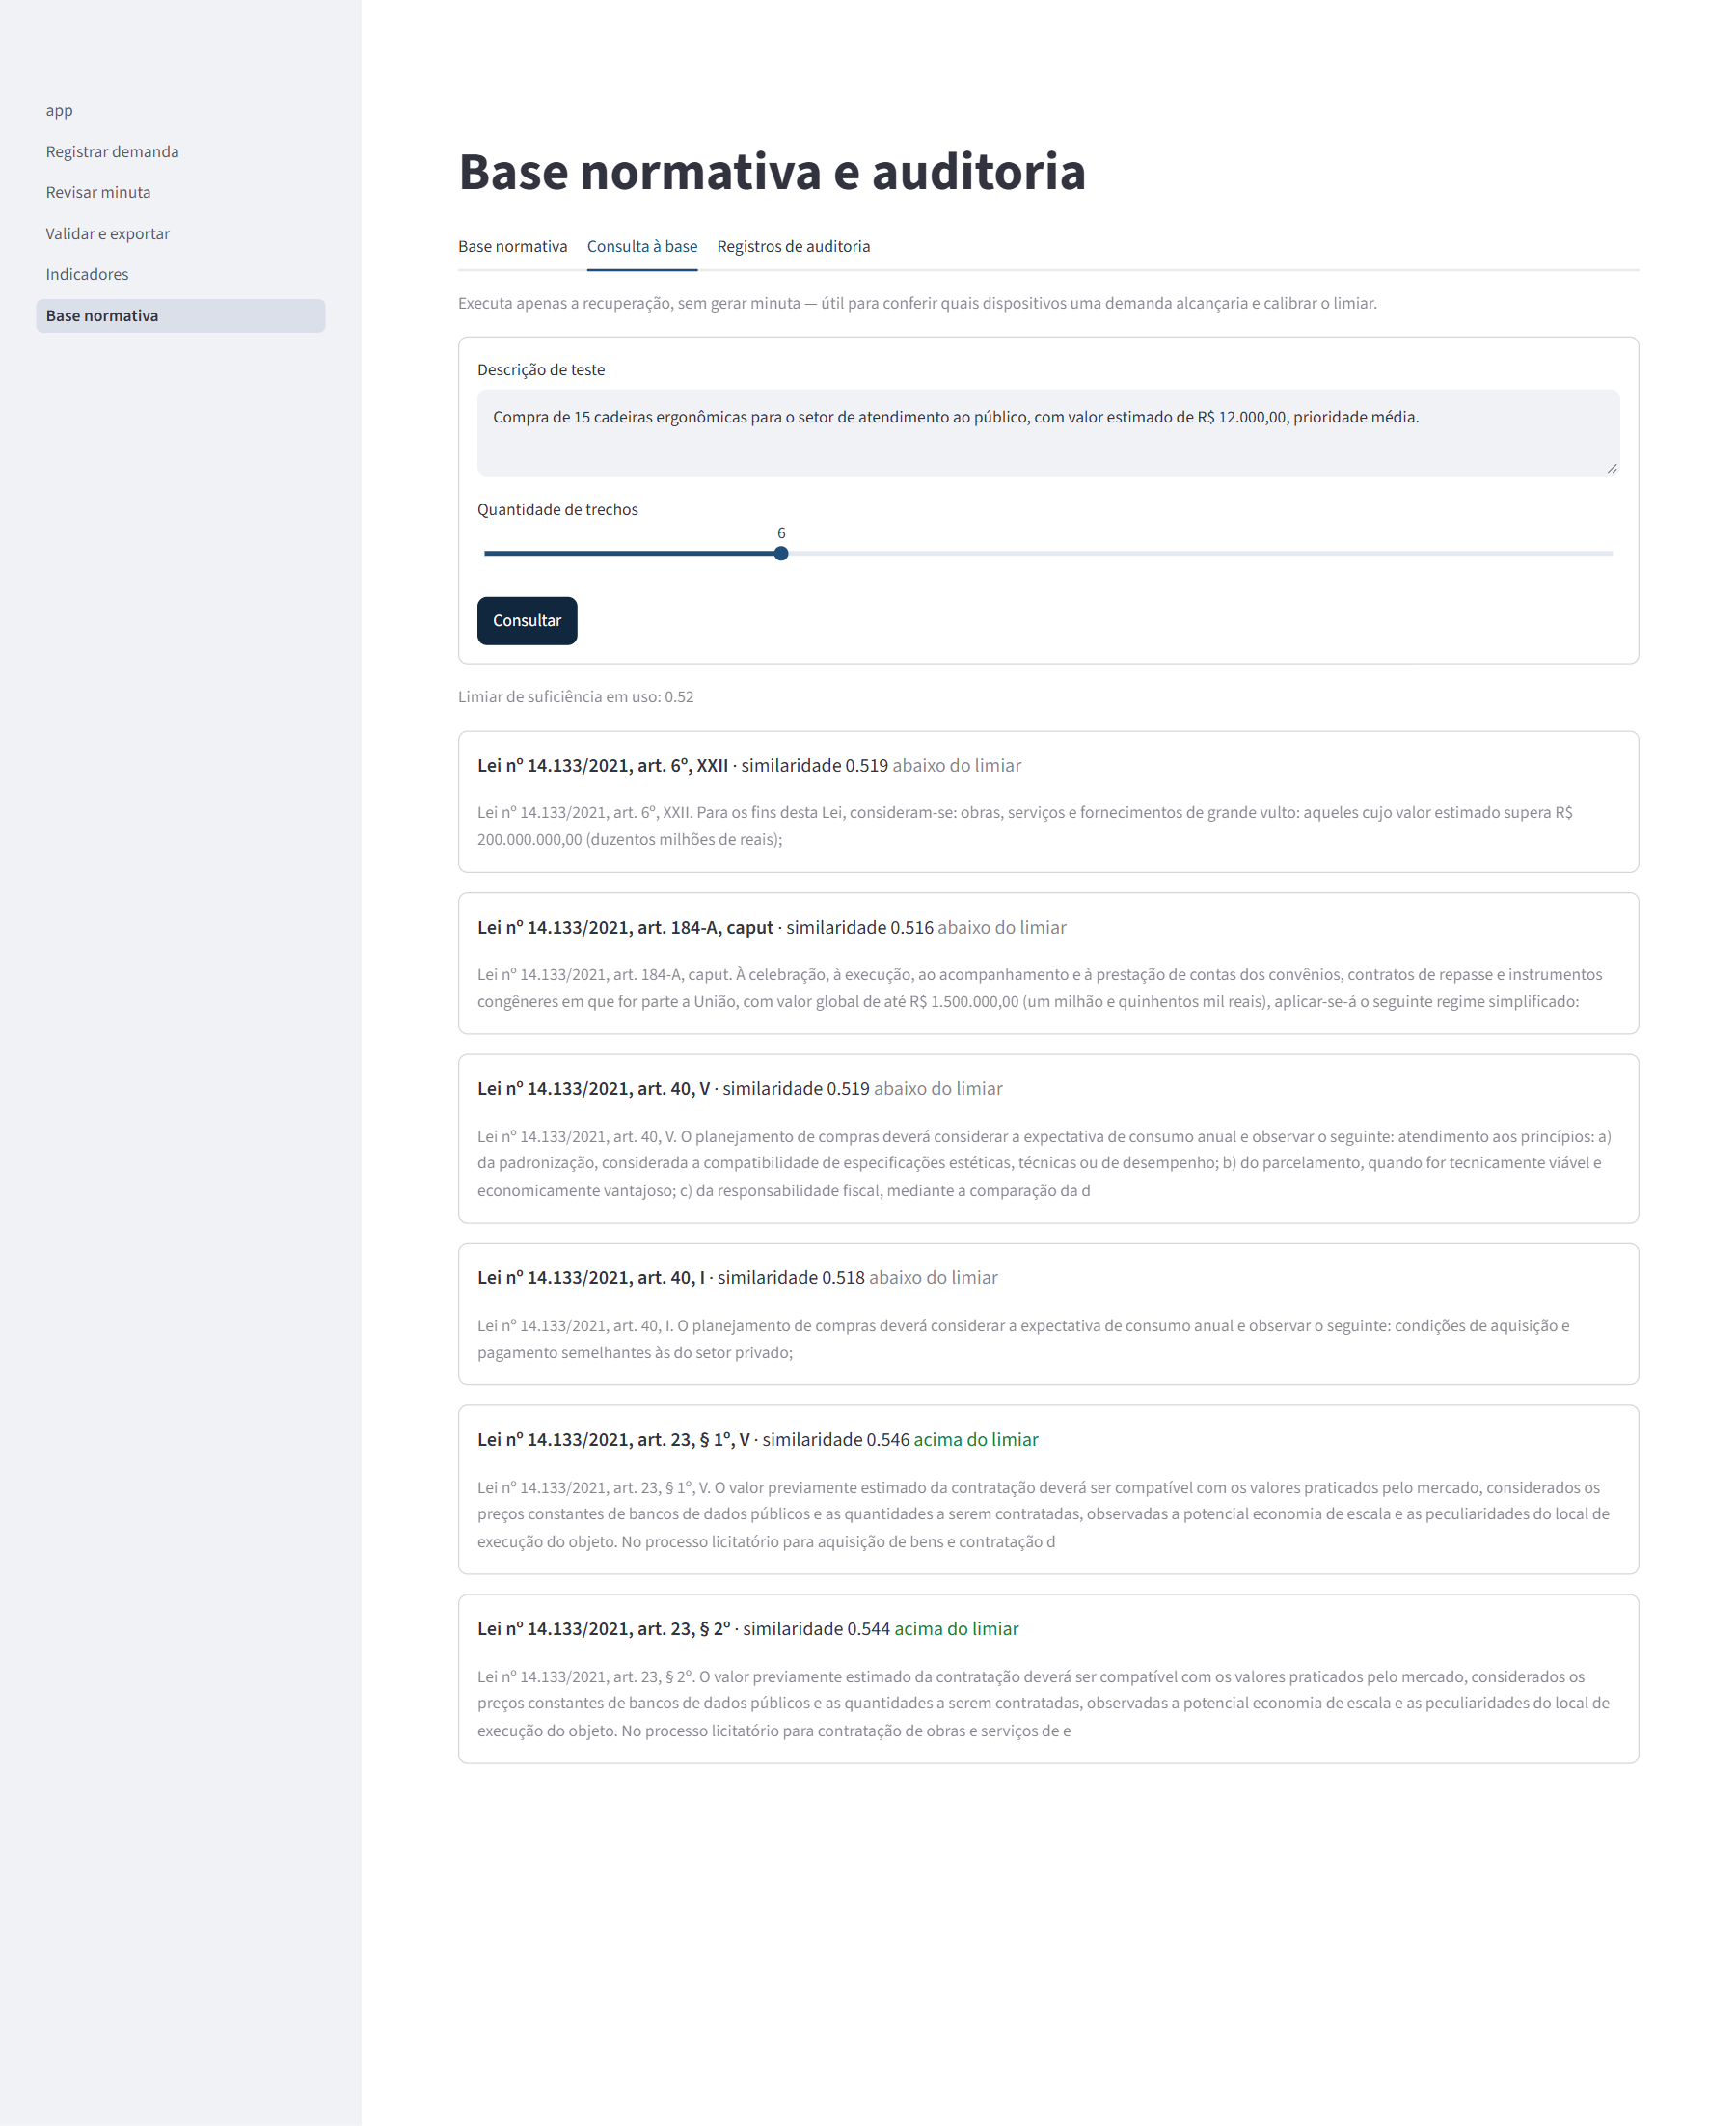 app
Registrar demanda
Revisar minuta
Validar e exportar
Indicadores
Base normativa
Base normativa e auditoria
Base normativa
Consulta à base
Registros de auditoria
Executa apenas a recuperação, sem gerar minuta — útil para conferir quais dispositivos uma demanda alcançaria e calibrar o limiar.
Descrição de teste
Compra de 15 cadeiras ergonômicas para o setor de atendimento ao público, com valor estimado de R$ 12.000,00, prioridade média.
Quantidade de trechos
6
Consultar
Limiar de suficiência em uso: 0.52
Lei nº 14.133/2021, art. 6º, XXII · similaridade 0.519 abaixo do limiar
Lei nº 14.133/2021, art. 6º, XXII. Para os fins desta Lei, consideram-se: obras, serviços e fornecimentos de grande vulto: aqueles cujo valor estimado supera R$
200.000.000,00 (duzentos milhões de reais);
Lei nº 14.133/2021, art. 184-A, caput · similaridade 0.516 abaixo do limiar
Lei nº 14.133/2021, art. 184-A, caput. À celebração, à execução, ao acompanhamento e à prestação de contas dos convênios, contratos de repasse e instrumentos
congêneres em que for parte a União, com valor global de até R$ 1.500.000,00 (um milhão e quinhentos mil reais), aplicar-se-á o seguinte regime simplificado:
Lei nº 14.133/2021, art. 40, V · similaridade 0.519 abaixo do limiar
Lei nº 14.133/2021, art. 40, V. O planejamento de compras deverá considerar a expectativa de consumo anual e observar o seguinte: atendimento aos princípios: a)
da padronização, considerada a compatibilidade de especificações estéticas, técnicas ou de desempenho; b) do parcelamento, quando for tecnicamente viável e
economicamente vantajoso; c) da responsabilidade fiscal, mediante a comparação da d
Lei nº 14.133/2021, art. 40, I · similaridade 0.518 abaixo do limiar
Lei nº 14.133/2021, art. 40, I. O planejamento de compras deverá considerar a expectativa de consumo anual e observar o seguinte: condições de aquisição e
pagamento semelhantes às do setor privado;
Lei nº 14.133/2021, art. 23, § 1º, V · similaridade 0.546 acima do limiar
Lei nº 14.133/2021, art. 23, § 1º, V. O valor previamente estimado da contratação deverá ser compatível com os valores praticados pelo mercado, considerados os
preços constantes de bancos de dados públicos e as quantidades a serem contratadas, observadas a potencial economia de escala e as peculiaridades do local de
execução do objeto. No processo licitatório para aquisição de bens e contratação d
Lei nº 14.133/2021, art. 23, § 2º · similaridade 0.544 acima do limiar
Lei nº 14.133/2021, art. 23, § 2º. O valor previamente estimado da contratação deverá ser compatível com os valores praticados pelo mercado, considerados os
preços constantes de bancos de dados públicos e as quantidades a serem contratadas, observadas a potencial economia de escala e as peculiaridades do local de
execução do objeto. No processo licitatório para contratação de obras e serviços de e